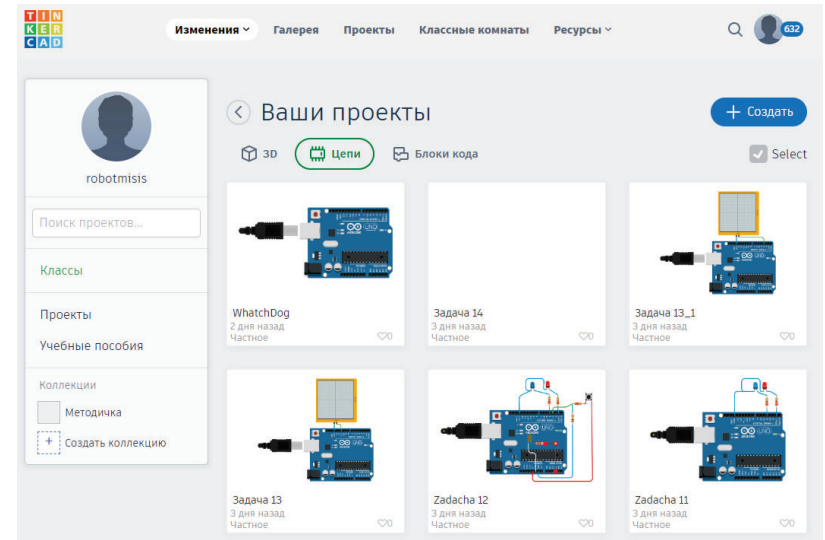 TIN
KER
CAD
Изменения
Галерея
Проекты
Классные комнаты
Ресурсы
632
robotmisis
Поиск проектов...
Классы
Проекты
Учебные пособия
Коллекции
Методичка
+ Создать коллекцию
Ваши проекты
+ Создать
3D
Цепи
Блоки кода
Select
WhatchDog
2 дня назад
Частное
0
Задача 14
3 дня назад
Частное
0
Задача 13_1
3 дня назад
Частное
0
Задача 13
3 дня назад
Частное
0
Zadacha 12
3 дня назад
Частное
0
Zadacha 11
3 дня назад
Частное
0